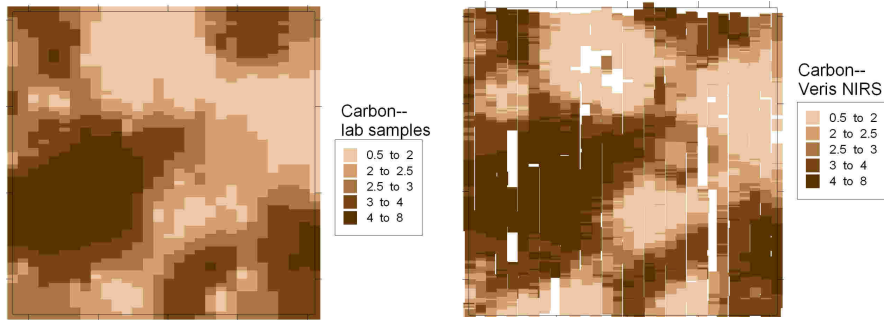 Carbon--
lab samples
0.5 to 2
2 to 2.5
2.5 to 3
3 to 4
4 to 8
Carbon--
Veris NIRS
0.5 to 2
2 to 2.5
2.5 to 3
3 to 4
4 to 8